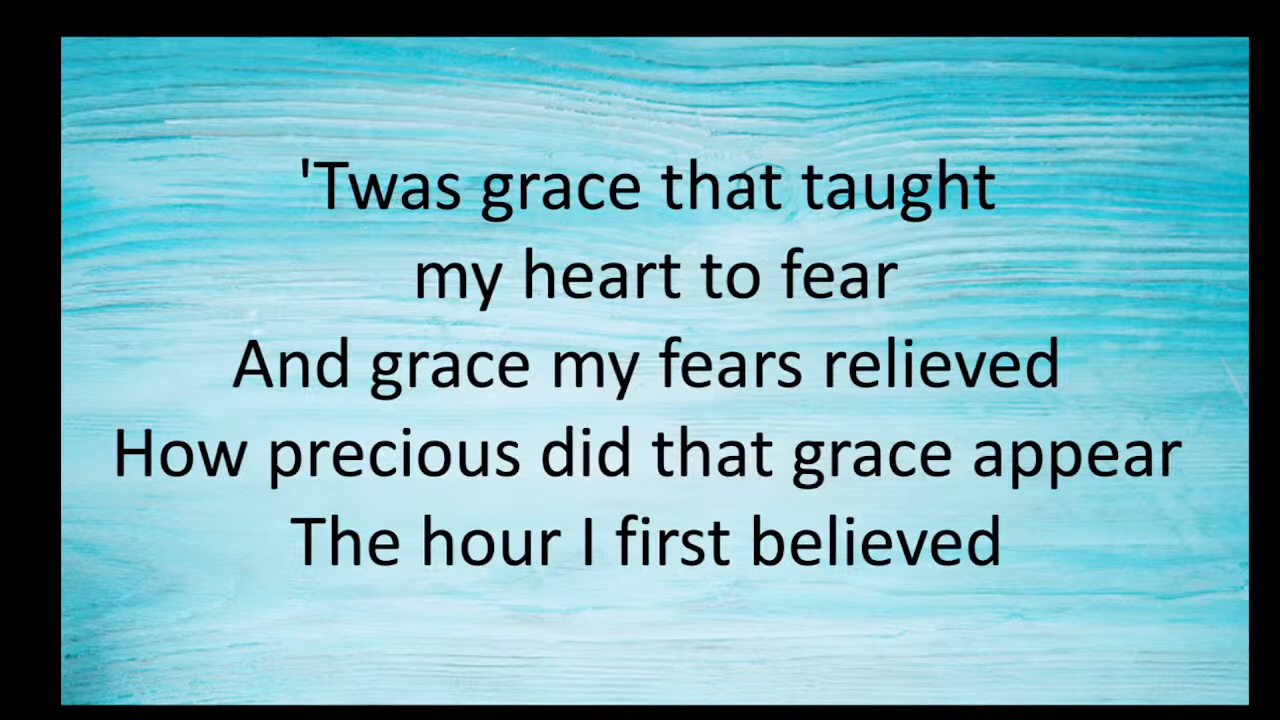 'Twas grace that taught
my heart to fear
And grace my fears relieved
How precious did that grace appear
The hour I first believed